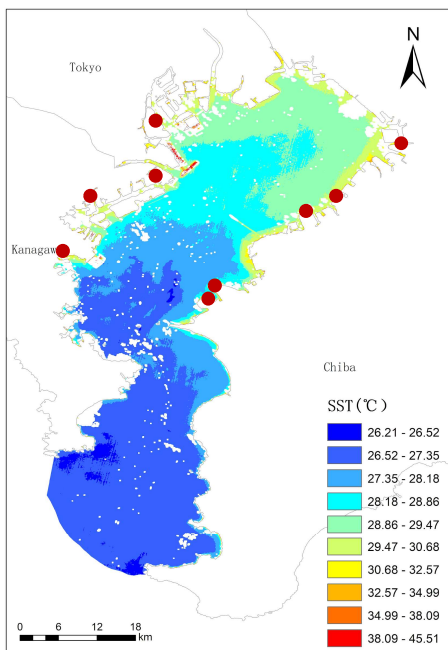 N
Tokyo
Kanagaw
Chiba
SST(℃)
26.21 - 26.52
26.52 - 27.35
27.35 - 28.18
28.18 - 28.86
28.86 - 29.47
29.47 - 30.68
30.68 - 32.57
32.57 - 34.99
34.99 - 38.09
38.09 - 45.51
0 6 12 18
km